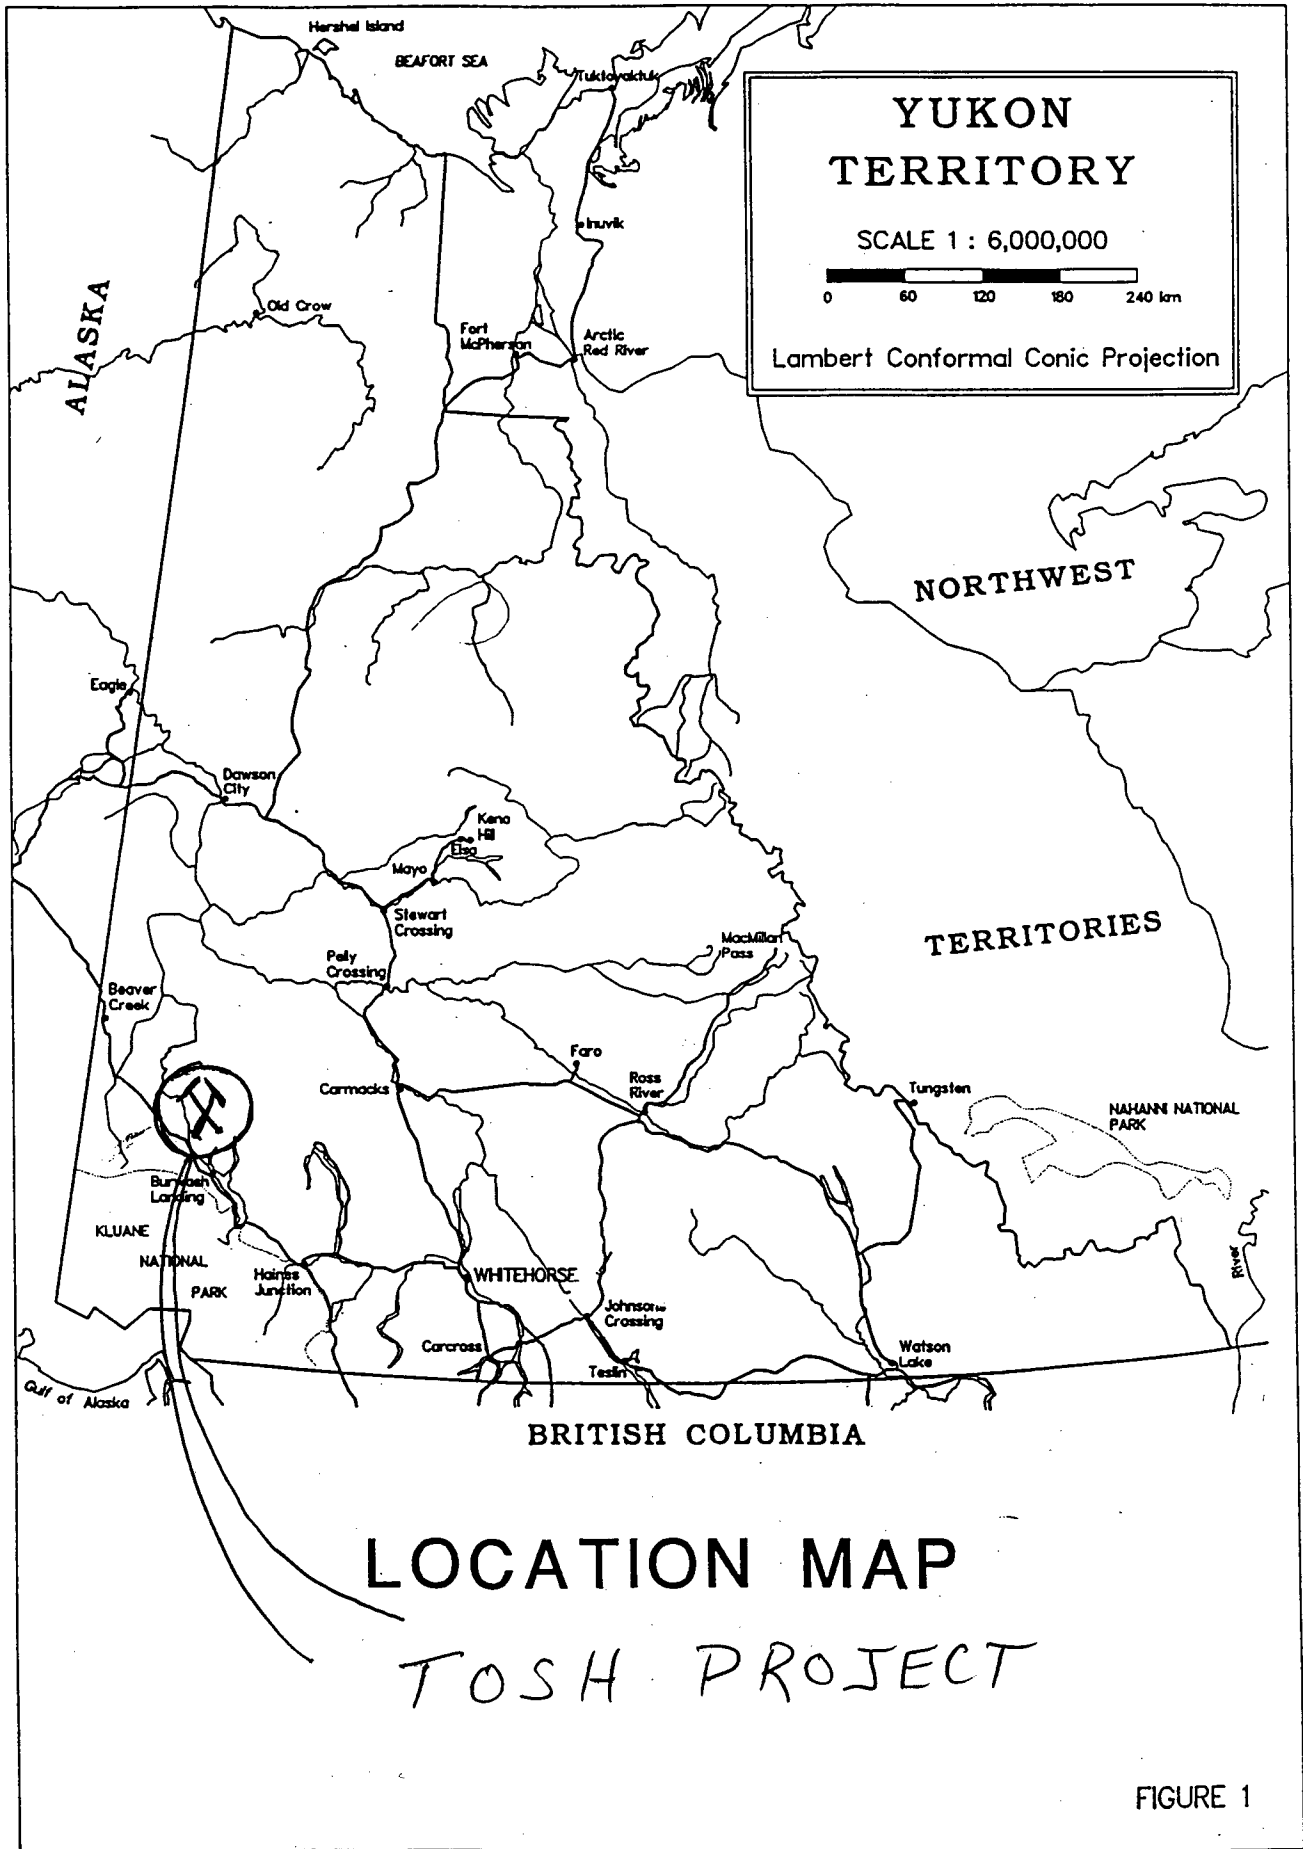 Hershel Island
BEAFORT SEA
Tuktoyaktuk
YUKON
TERRITORY
SCALE 1 : 6,000,000
0 60 120 180 240 km
Lambert Conformal Conic Projection
Inuvik
ALASKA
Old Crow
Fort
McPherson
Arctic
Red River
NORTHWEST
Eagle
Dawson
City
Keno
Hill
Elsa
Mayo
Stewart
Crossing
TERRITORIES
MacMillan
Pass
Pelly
Crossing
Beaver
Creek
Faro
Ross
River
Carmacks
Tungsten
NAHANNI NATIONAL
PARK
Burwash
Landing
KLUANE
NATIONAL
PARK
Haines
Junction
WHITEHORSE
River
Johnsons
Crossing
Carcross
Teslin
Watson
Lake
Gulf of Alaska
BRITISH COLUMBIA
LOCATION MAP
TOSH PROJECT
FIGURE 1